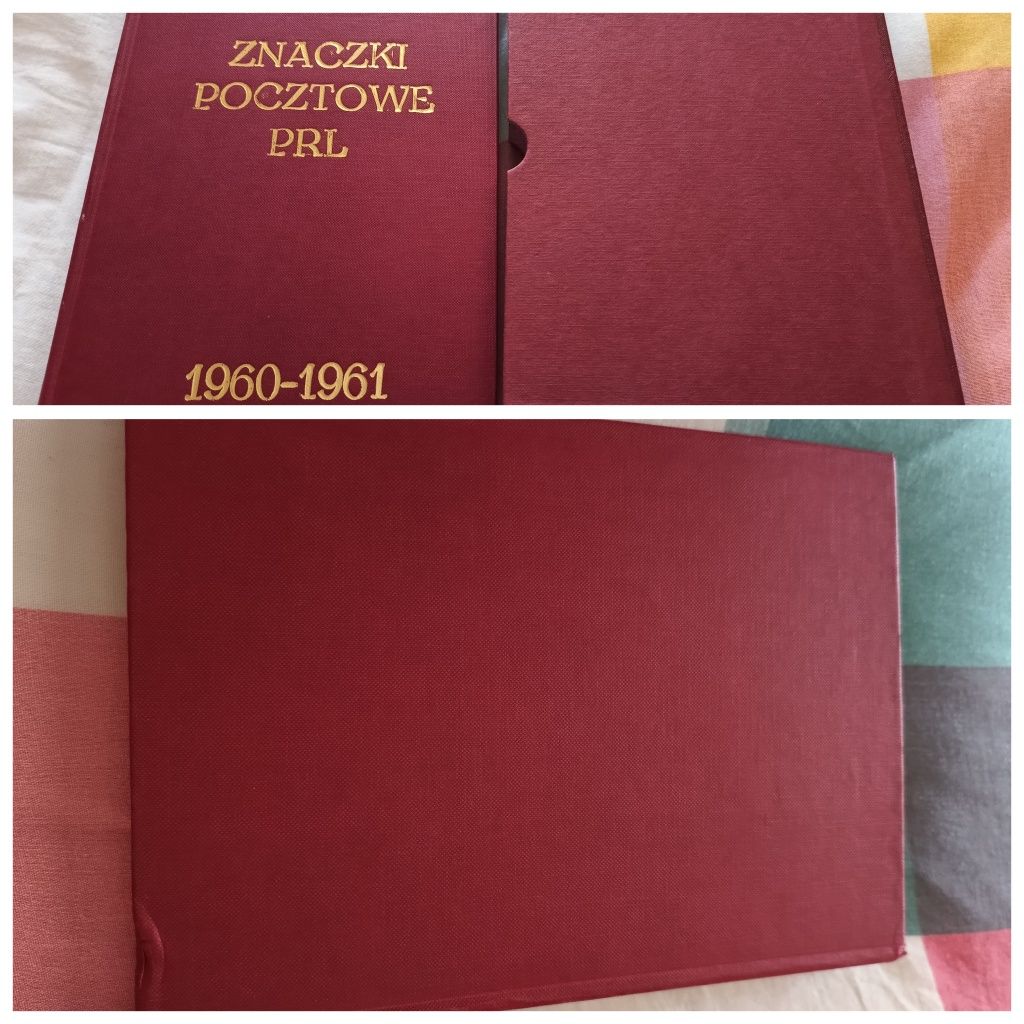 ZNACZKI
POCZTOWE
PRL
1960-1961